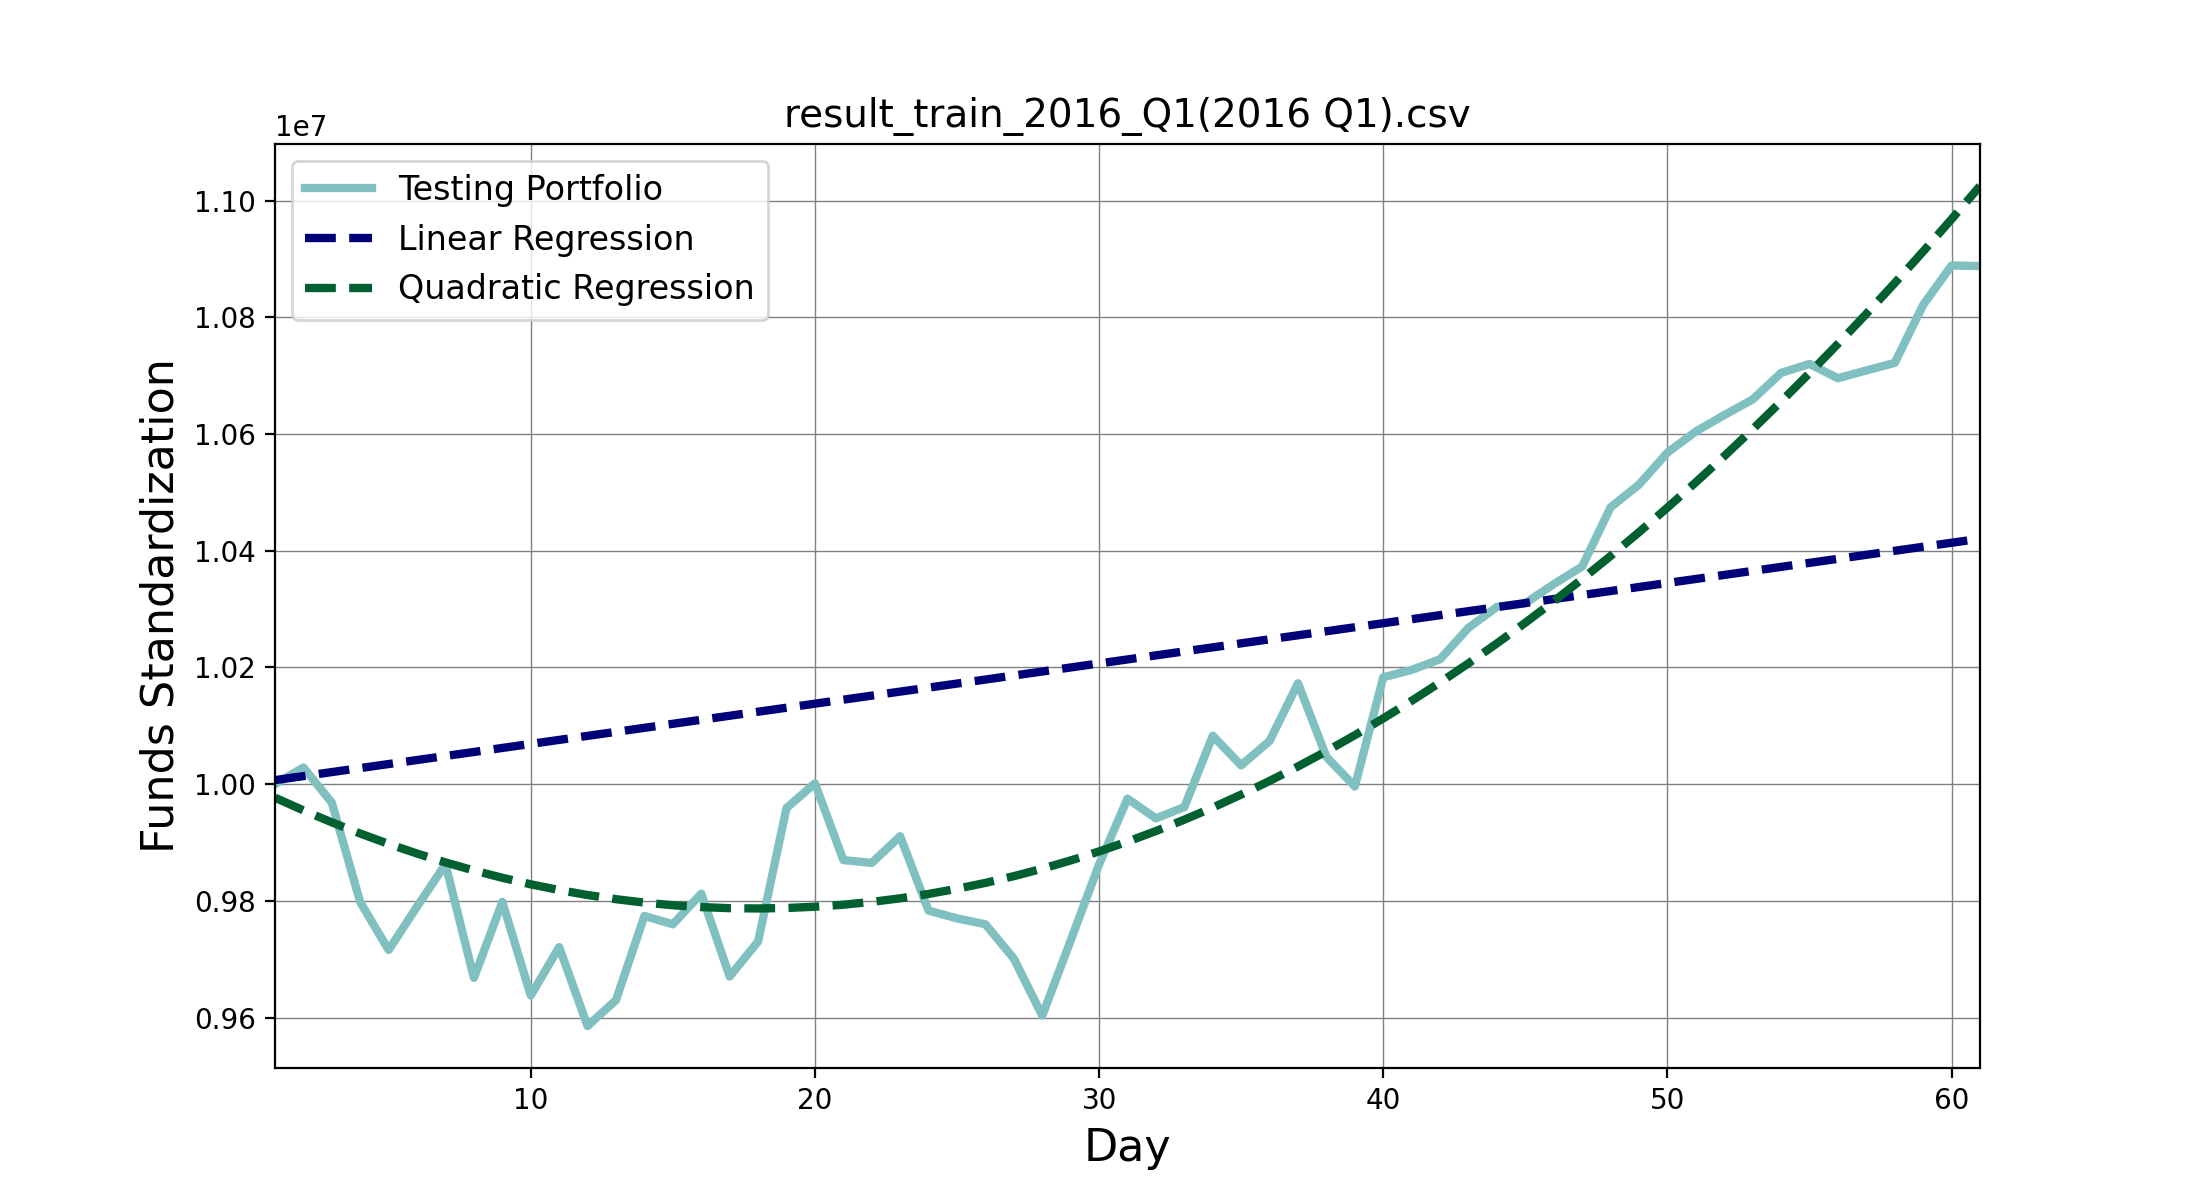 result_train_2016_Q1(2016 Q1).csv
1e7
Testing Portfolio
Linear Regression
Quadratic Regression
Funds Standardization
1.10
1.08
1.06
1.04
1.02
1.00
0.98
0.96
10 20 30 40 50 60
Day